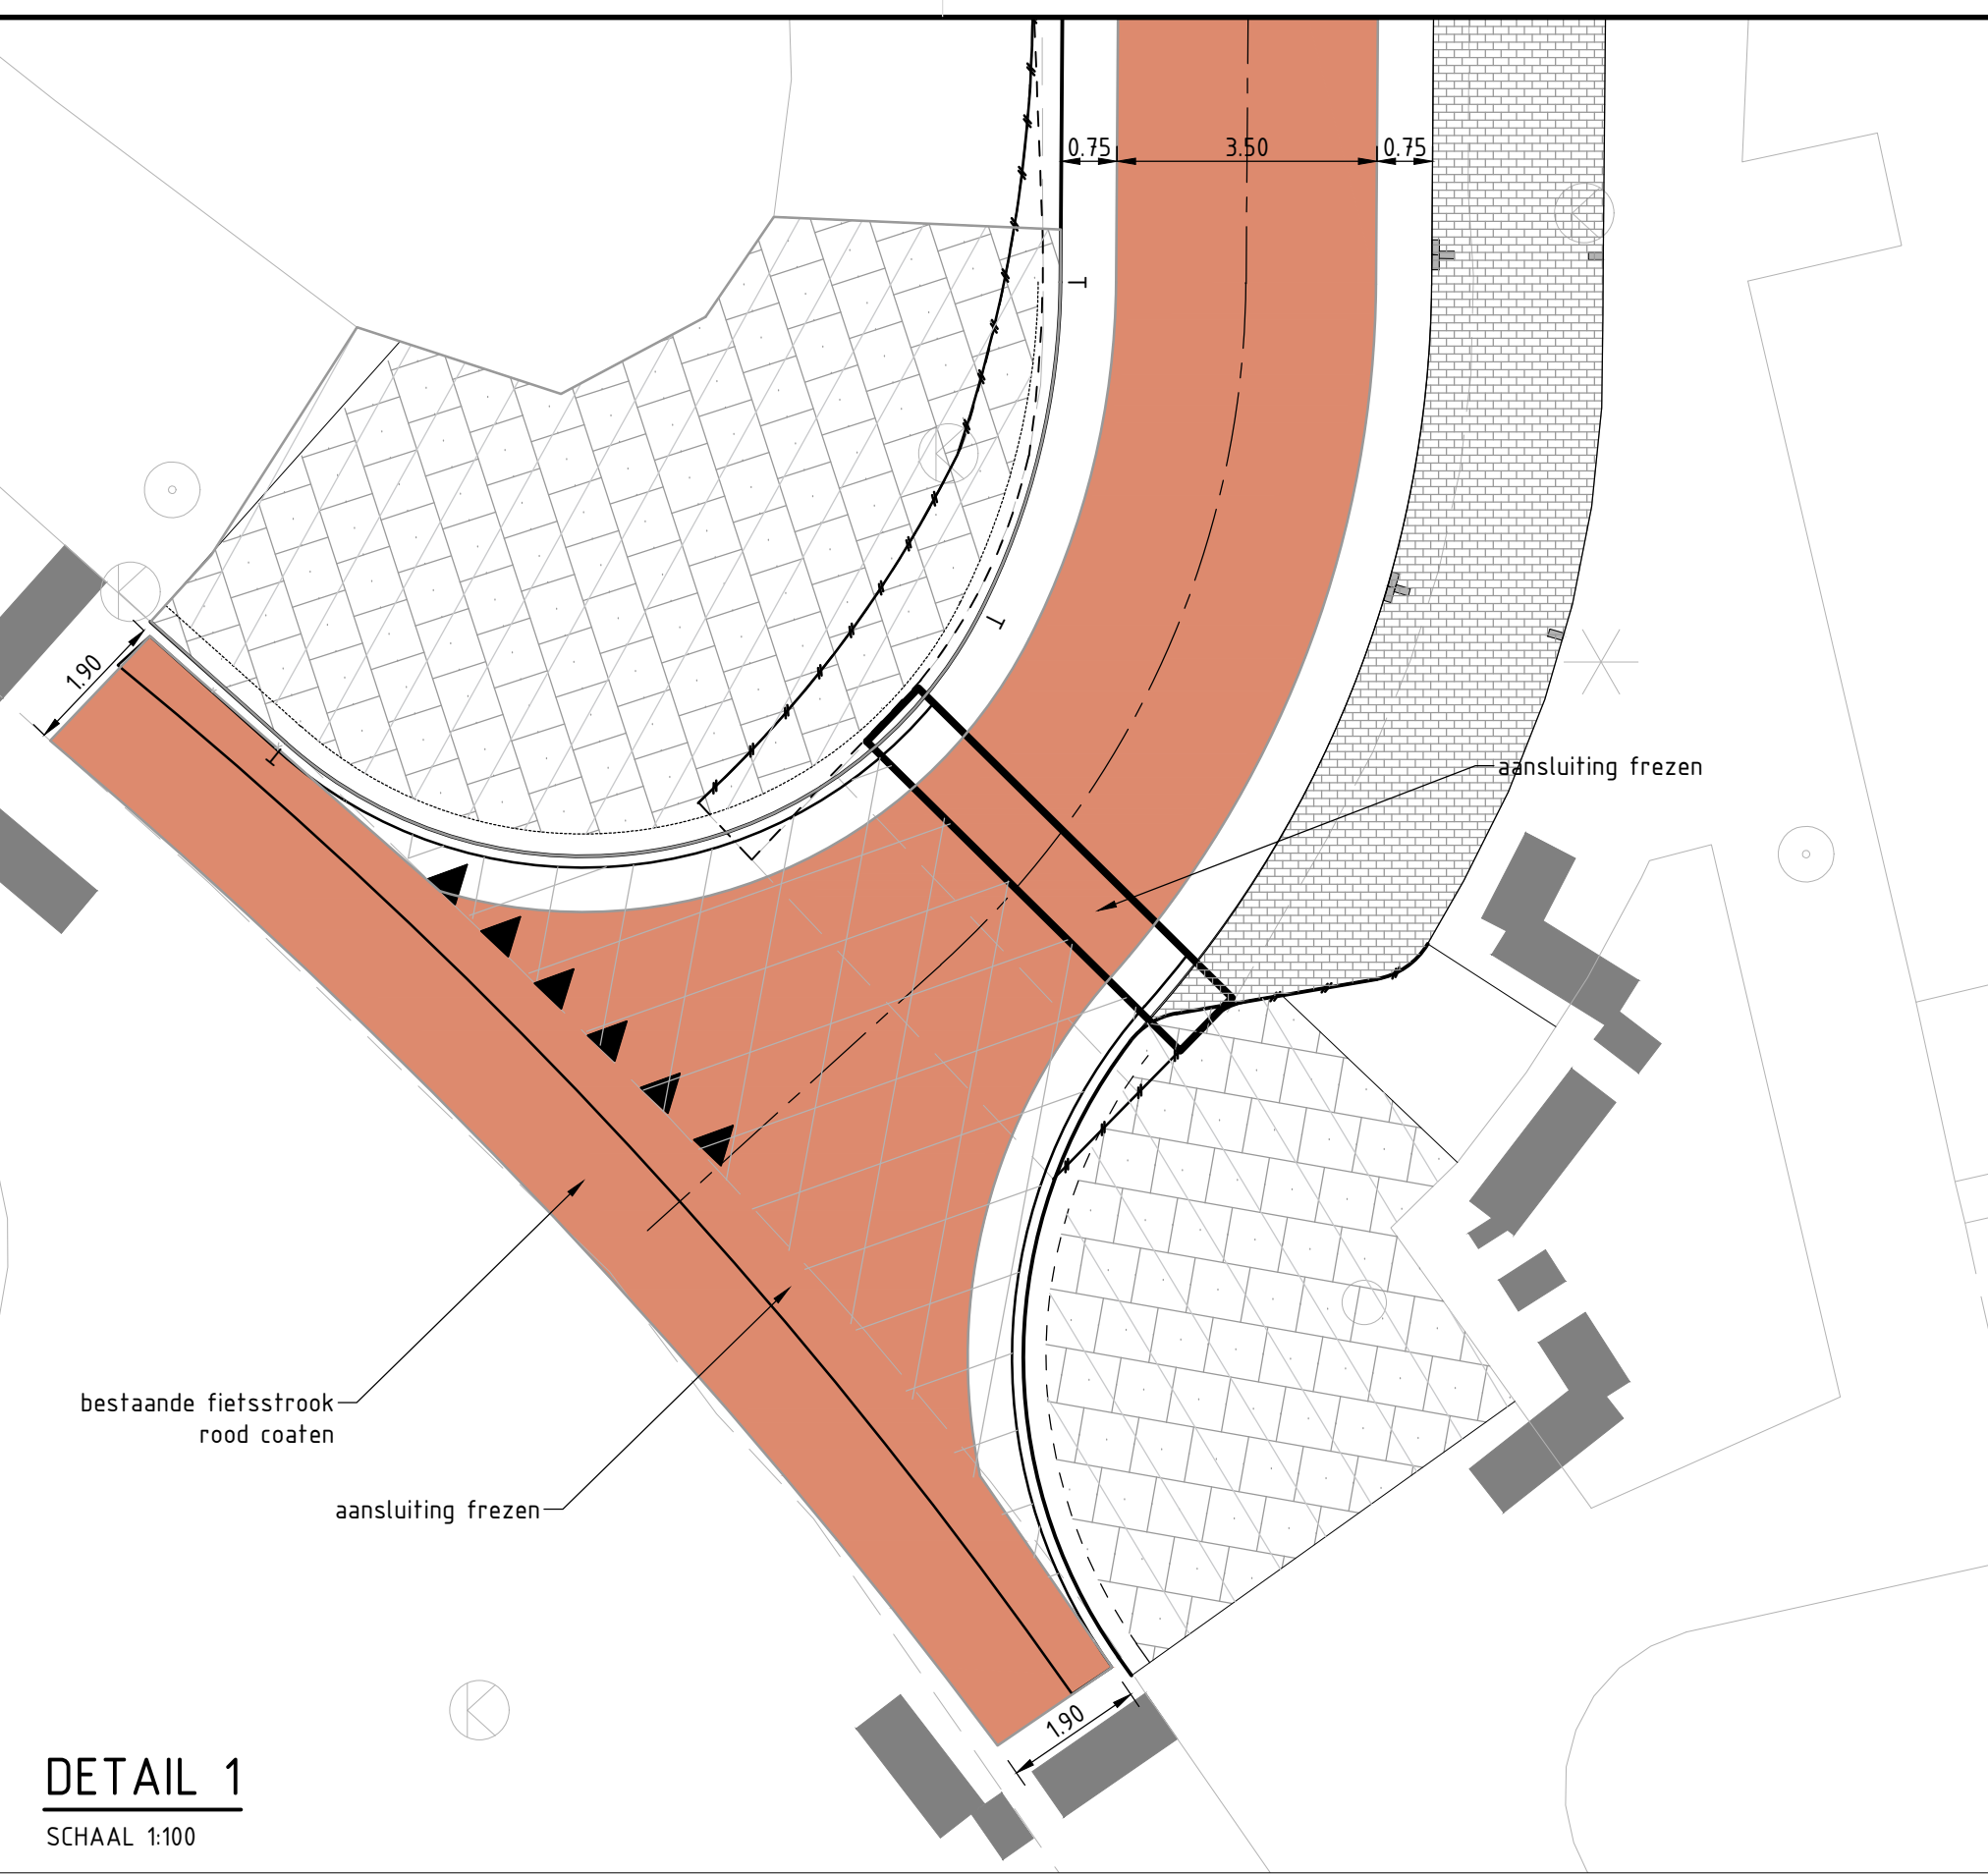 0.75
3.50
0.75
1.90
aansluiting frezen
bestaande fietsstrook
rood coaten
aansluiting frezen
1.90
DETAIL 1
SCHAAL 1:100